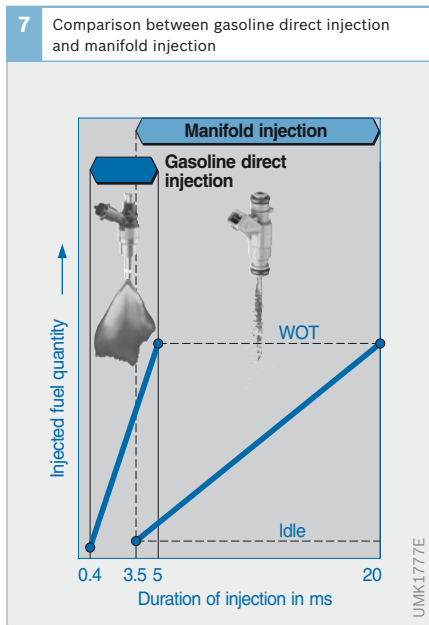 7 Comparison between gasoline direct injection
and manifold injection
Manifold injection
Gasoline direct
injection
Injected fuel quantity
WOT
Idle
0.4 3.5 5 20
Duration of injection in ms
UMK1777E